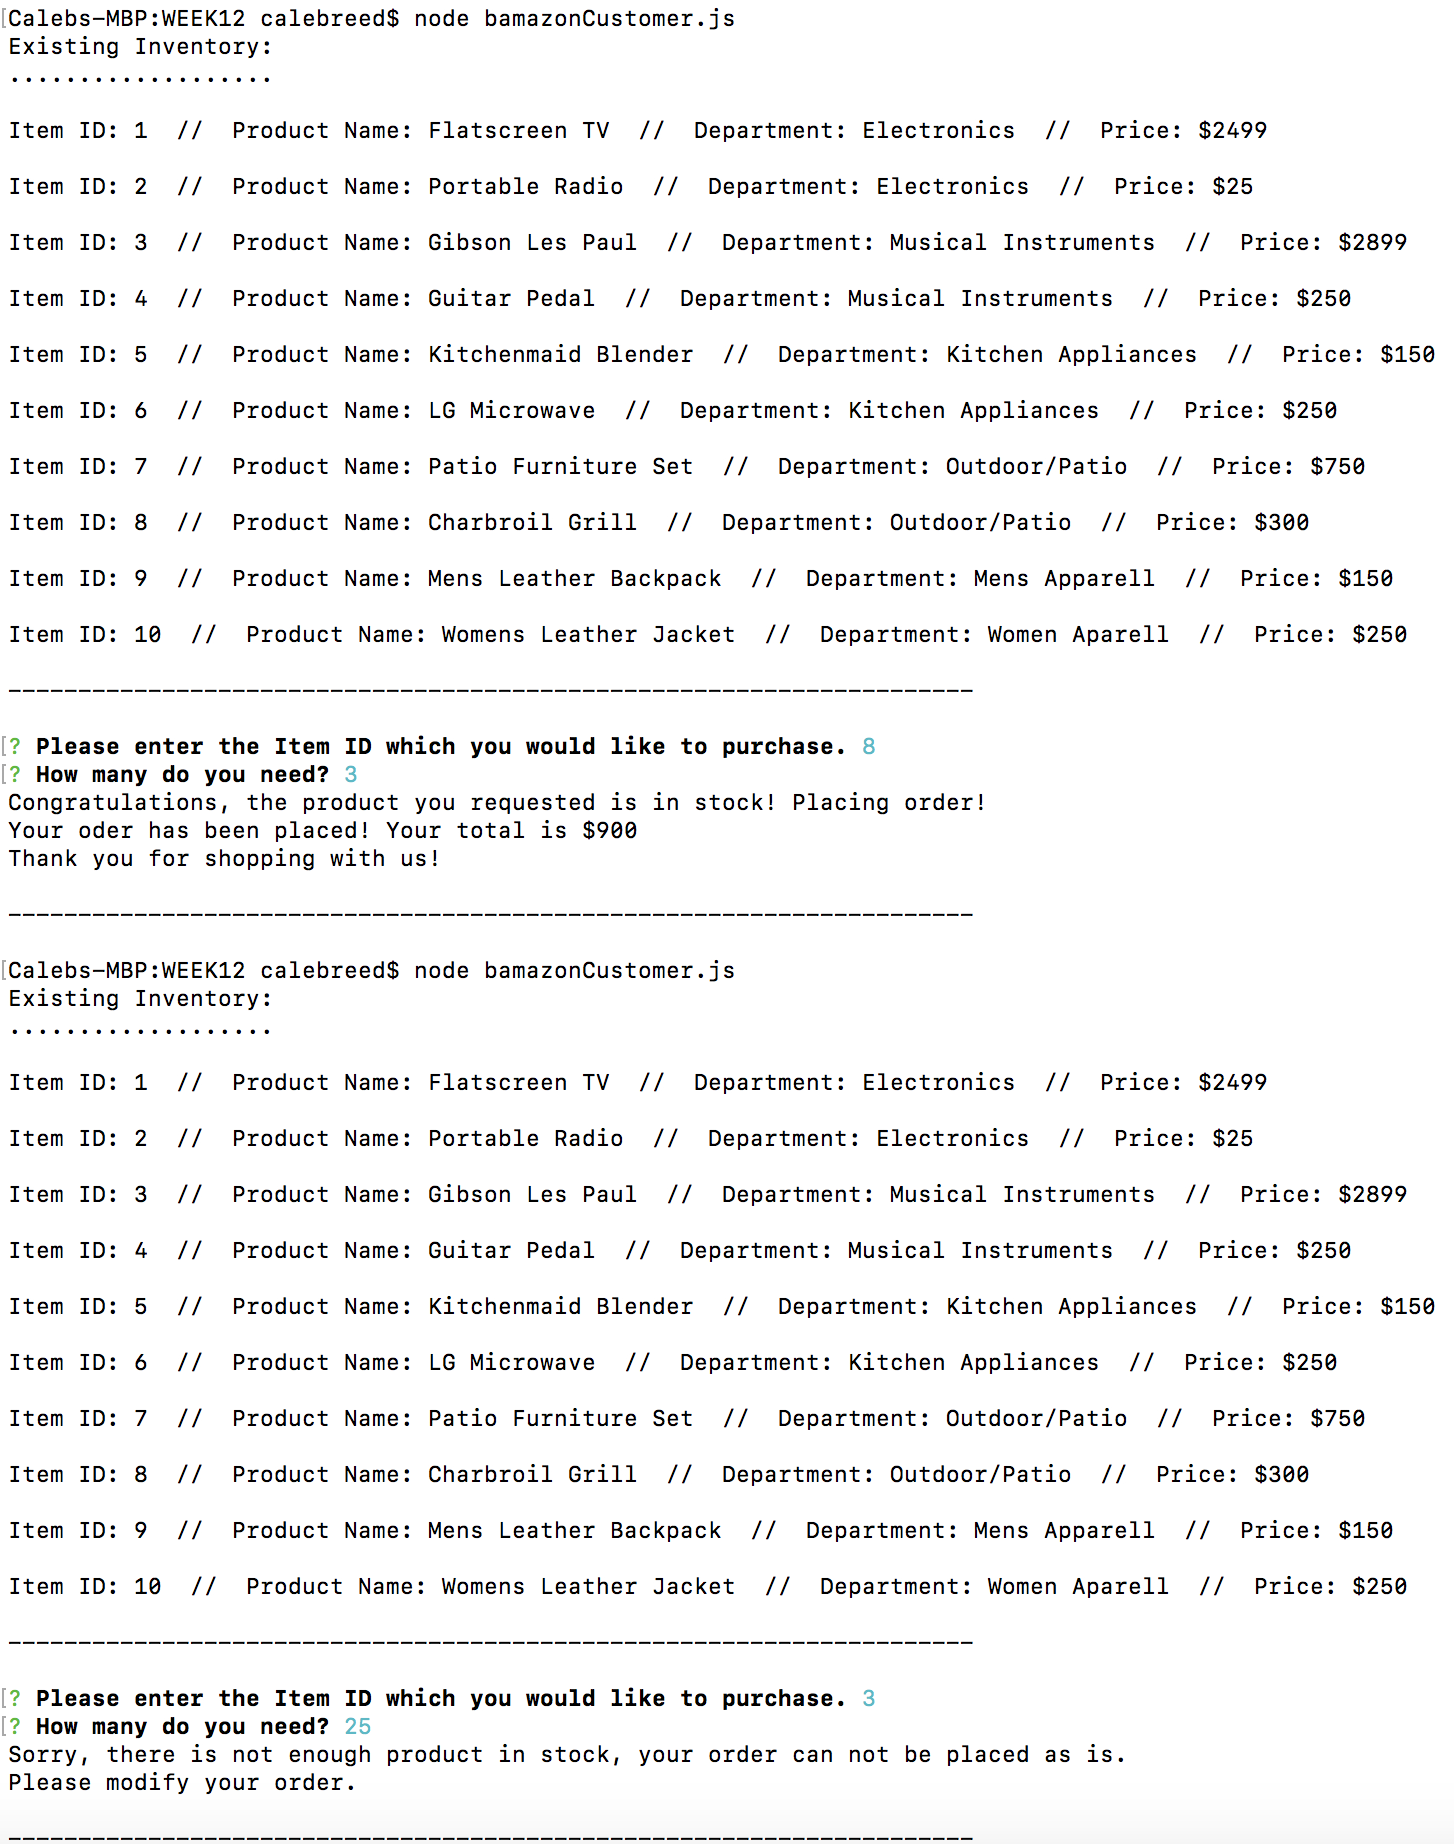 [Calebs-MBP:WEEK12 calebreed$ node bamazonCustomer.js
Existing Inventory:
...................
Item ID: 1  //  Product Name: Flatscreen TV  //  Department: Electronics  //  Price: $2499
Item ID: 2  //  Product Name: Portable Radio  //  Department: Electronics  //  Price: $25
Item ID: 3  //  Product Name: Gibson Les Paul  //  Department: Musical Instruments  //  Price: $2899
Item ID: 4  //  Product Name: Guitar Pedal  //  Department: Musical Instruments  //  Price: $250
Item ID: 5  //  Product Name: Kitchenmaid Blender  //  Department: Kitchen Appliances  //  Price: $150
Item ID: 6  //  Product Name: LG Microwave  //  Department: Kitchen Appliances  //  Price: $250
Item ID: 7  //  Product Name: Patio Furniture Set  //  Department: Outdoor/Patio  //  Price: $750
Item ID: 8  //  Product Name: Charbroil Grill  //  Department: Outdoor/Patio  //  Price: $300
Item ID: 9  //  Product Name: Mens Leather Backpack  //  Department: Mens Apparell  //  Price: $150
Item ID: 10  //  Product Name: Womens Leather Jacket  //  Department: Women Aparell  //  Price: $250
_____________________________________________________________________
[? Please enter the Item ID which you would like to purchase. 8
[? How many do you need? 3
Congratulations, the product you requested is in stock! Placing order!
Your oder has been placed! Your total is $900
Thank you for shopping with us!
_____________________________________________________________________
[Calebs-MBP:WEEK12 calebreed$ node bamazonCustomer.js
Existing Inventory:
...................
Item ID: 1  //  Product Name: Flatscreen TV  //  Department: Electronics  //  Price: $2499
Item ID: 2  //  Product Name: Portable Radio  //  Department: Electronics  //  Price: $25
Item ID: 3  //  Product Name: Gibson Les Paul  //  Department: Musical Instruments  //  Price: $2899
Item ID: 4  //  Product Name: Guitar Pedal  //  Department: Musical Instruments  //  Price: $250
Item ID: 5  //  Product Name: Kitchenmaid Blender  //  Department: Kitchen Appliances  //  Price: $150
Item ID: 6  //  Product Name: LG Microwave  //  Department: Kitchen Appliances  //  Price: $250
Item ID: 7  //  Product Name: Patio Furniture Set  //  Department: Outdoor/Patio  //  Price: $750
Item ID: 8  //  Product Name: Charbroil Grill  //  Department: Outdoor/Patio  //  Price: $300
Item ID: 9  //  Product Name: Mens Leather Backpack  //  Department: Mens Apparell  //  Price: $150
Item ID: 10  //  Product Name: Womens Leather Jacket  //  Department: Women Aparell  //  Price: $250
_____________________________________________________________________
[? Please enter the Item ID which you would like to purchase. 3
[? How many do you need? 25
Sorry, there is not enough product in stock, your order can not be placed as is.
Please modify your order.
_____________________________________________________________________